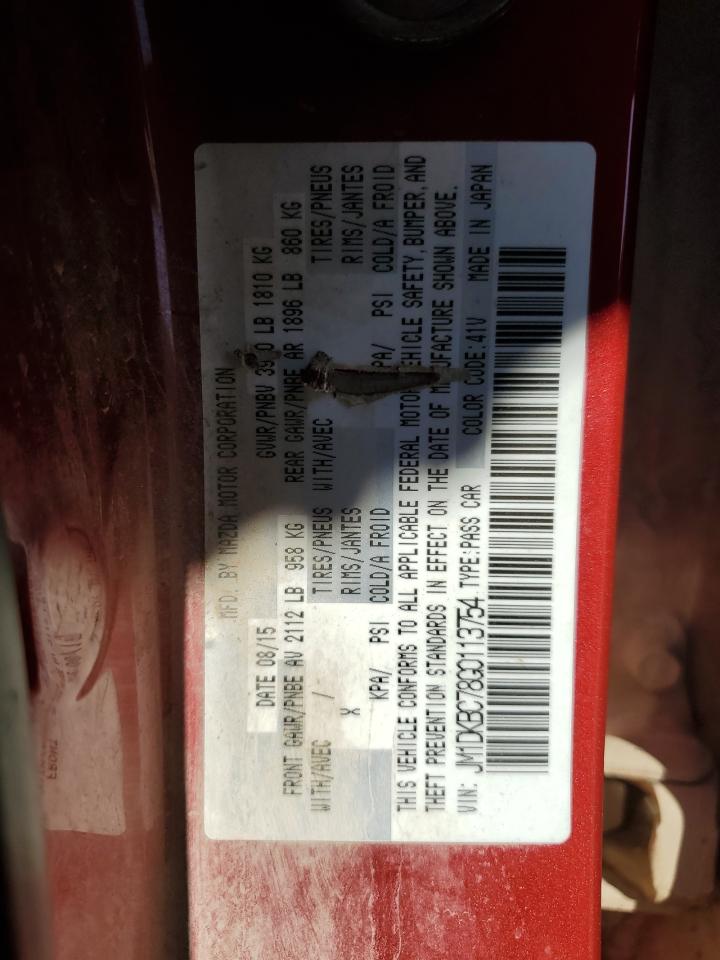 MFD. BY MAZDA MOTOR CORPORATION
DATE 08/15 GVWR/PNBV LB 1810 KG
FRONT GAWR/PNBE AV 2112 LB 958 KG REAR GAWR/PNBE AR 1896 LB 860 KG
WITH/AVEC / TIRES/PNEUS WITH/AVEC TIRES/PNEUS
X RIMS/JANTES RIMS/JANTES
KPA/ PSI COLD/A FROID PSI COLD/A FROID
THIS VEHICLE CONFORMS TO ALL APPLICABLE FEDERAL MOTOR VEHICLE SAFETY, BUMPER, AND
THEFT PREVENTION STANDARDS IN EFFECT ON THE DATE OF MANUFACTURE SHOWN ABOVE.
VIN: JM1DKBC78G0113754 TYPE:PASS CAR COLOR CODE:41V MADE IN JAPAN